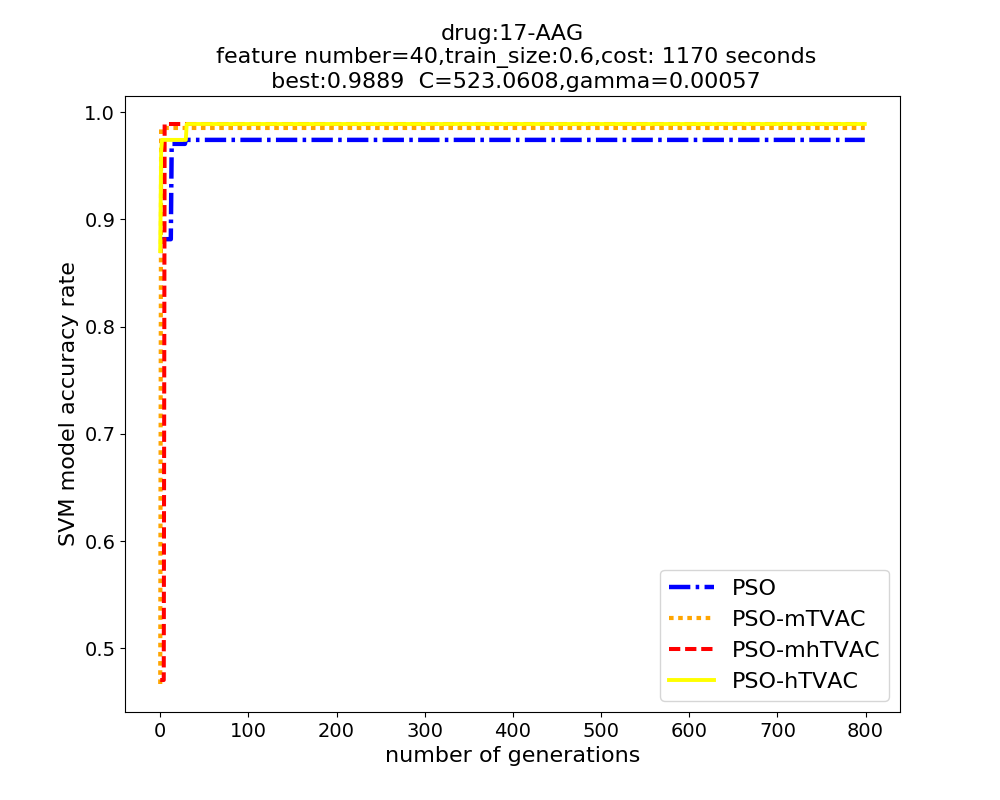 drug:17-AAG
feature number=40,train_size:0.6,cost: 1170 seconds
best:0.9889  C=523.0608,gamma=0.00057
1.0
0.9
0.8
0.7
0.6
0.5
SVM model accuracy rate
PSO
PSO-mTVAC
PSO-mhTVAC
PSO-hTVAC
0 100 200 300 400 500 600 700 800
number of generations